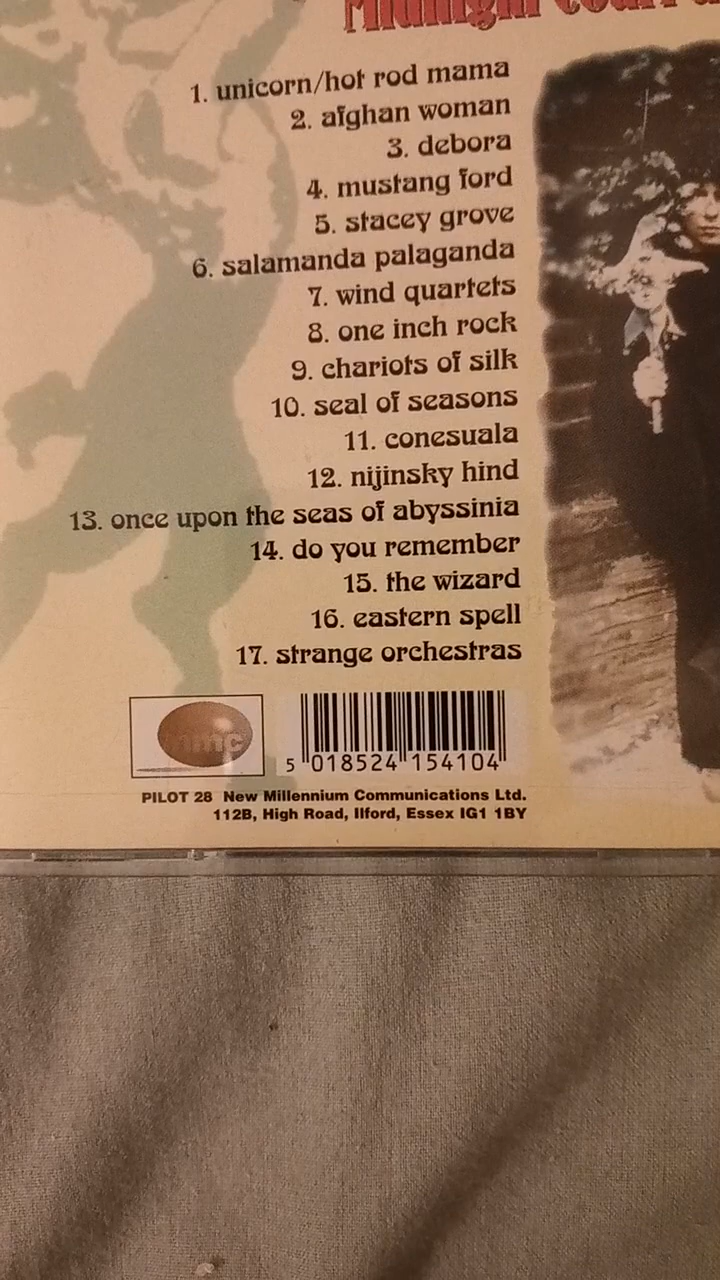 Midnight Court
1. unicorn/hot rod mama
2. afghan woman
3. debora
4. mustang ford
5. stacey grove
6. salamanda palaganda
7. wind quartets
8. one inch rock
9. chariots of silk
10. seal of seasons
11. conesuala
12. nijinsky hind
13. once upon the seas of abyssinia
14. do you remember
15. the wizard
16. eastern spell
17. strange orchestras
nmc
5 018524 154104
PILOT 28 New Millennium Communications Ltd.
112B, High Road, Ilford, Essex IG1 1BY